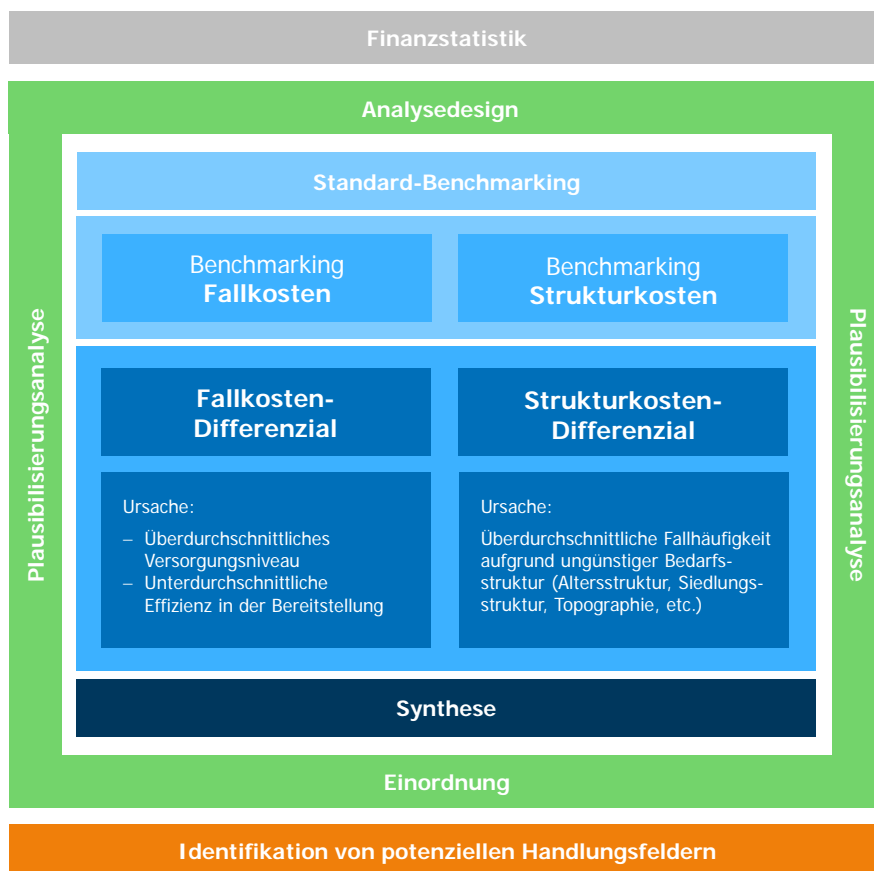 Finanzstatistik
Analysedesign
Plausibilisierungsanalyse
Standard-Benchmarking
Benchmarking
Fallkosten
Benchmarking
Strukturkosten
Fallkosten-
Differenzial
Strukturkosten-
Differenzial
Ursache:
– Überdurchschnittliches
Versorgungsniveau
– Unterdurchschnittliche
Effizienz in der Bereitstellung
Ursache:
Überdurchschnittliche Fallhäufigkeit
aufgrund ungünstiger Bedarfs-
struktur (Altersstruktur, Siedlungs-
struktur, Topographie, etc.)
Synthese
Plausibilisierungsanalyse
Einordnung
Identifikation von potenziellen Handlungsfeldern